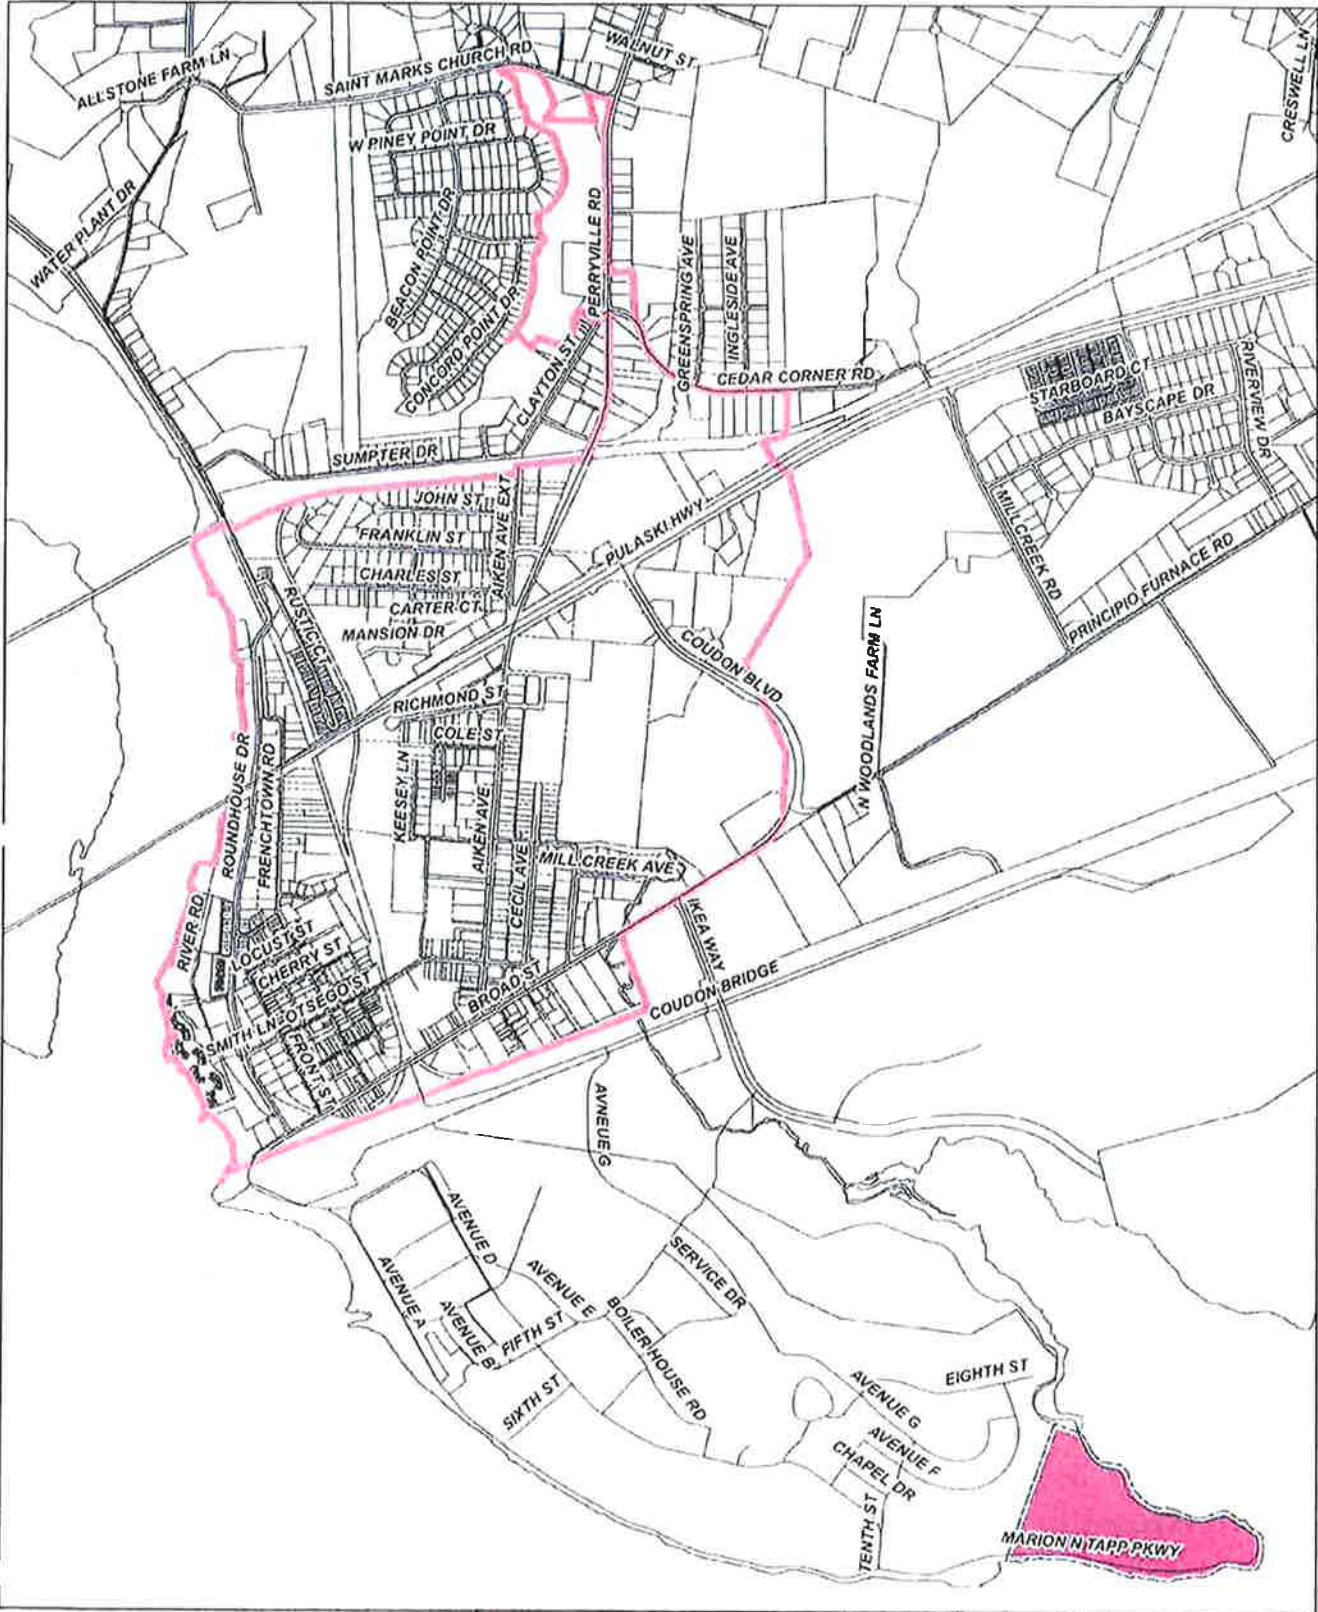 WALNUT ST
SAINT MARKS CHURCH RD
ALLSTONE FARM LN
CRESWELL LN
W PINEY POINT DR
WATER PLANT DR
BEACON POINT DR
PERRYVILLE RD
GREENSPRING AVE
INGLESIDE AVE
CONCORD POINT DR
CLAYTON ST
CEDAR CORNER RD
STARBOARD CT
BAYSCAPE DR
RIVERVIEW DR
SUMPTER DR
JOHN ST
AIKEN AVE EXT
FRANKLIN ST
PULASKI HWY
MILL CREEK RD
PRINCIPIO FURNACE RD
CHARLES ST
CARTER CT
RUSTIC CT
MANSION DR
COUDON BLVD
N WOODLANDS FARM LN
RICHMOND ST
COLE ST
ROUNDHOUSE DR
FRENCHTOWN RD
KEESEY LN
AIKEN AVE
CECIL AVE
MILL CREEK AVE
RIVER RD
LOCUST ST
CHERRY ST
IKEA WAY
SMITH LN
OTSEGO ST
BROAD ST
COUDON BRIDGE
FRONT ST
AVNEUE G
AVENUE D
AVENUE A
AVENUE E
SERVICE DR
AVENUE B
FIFTH ST
BOILER HOUSE RD
SIXTH ST
EIGHTH ST
AVENUE G
AVENUE F
CHAPEL DR
TENTH ST
MARION N TAPP PKWY